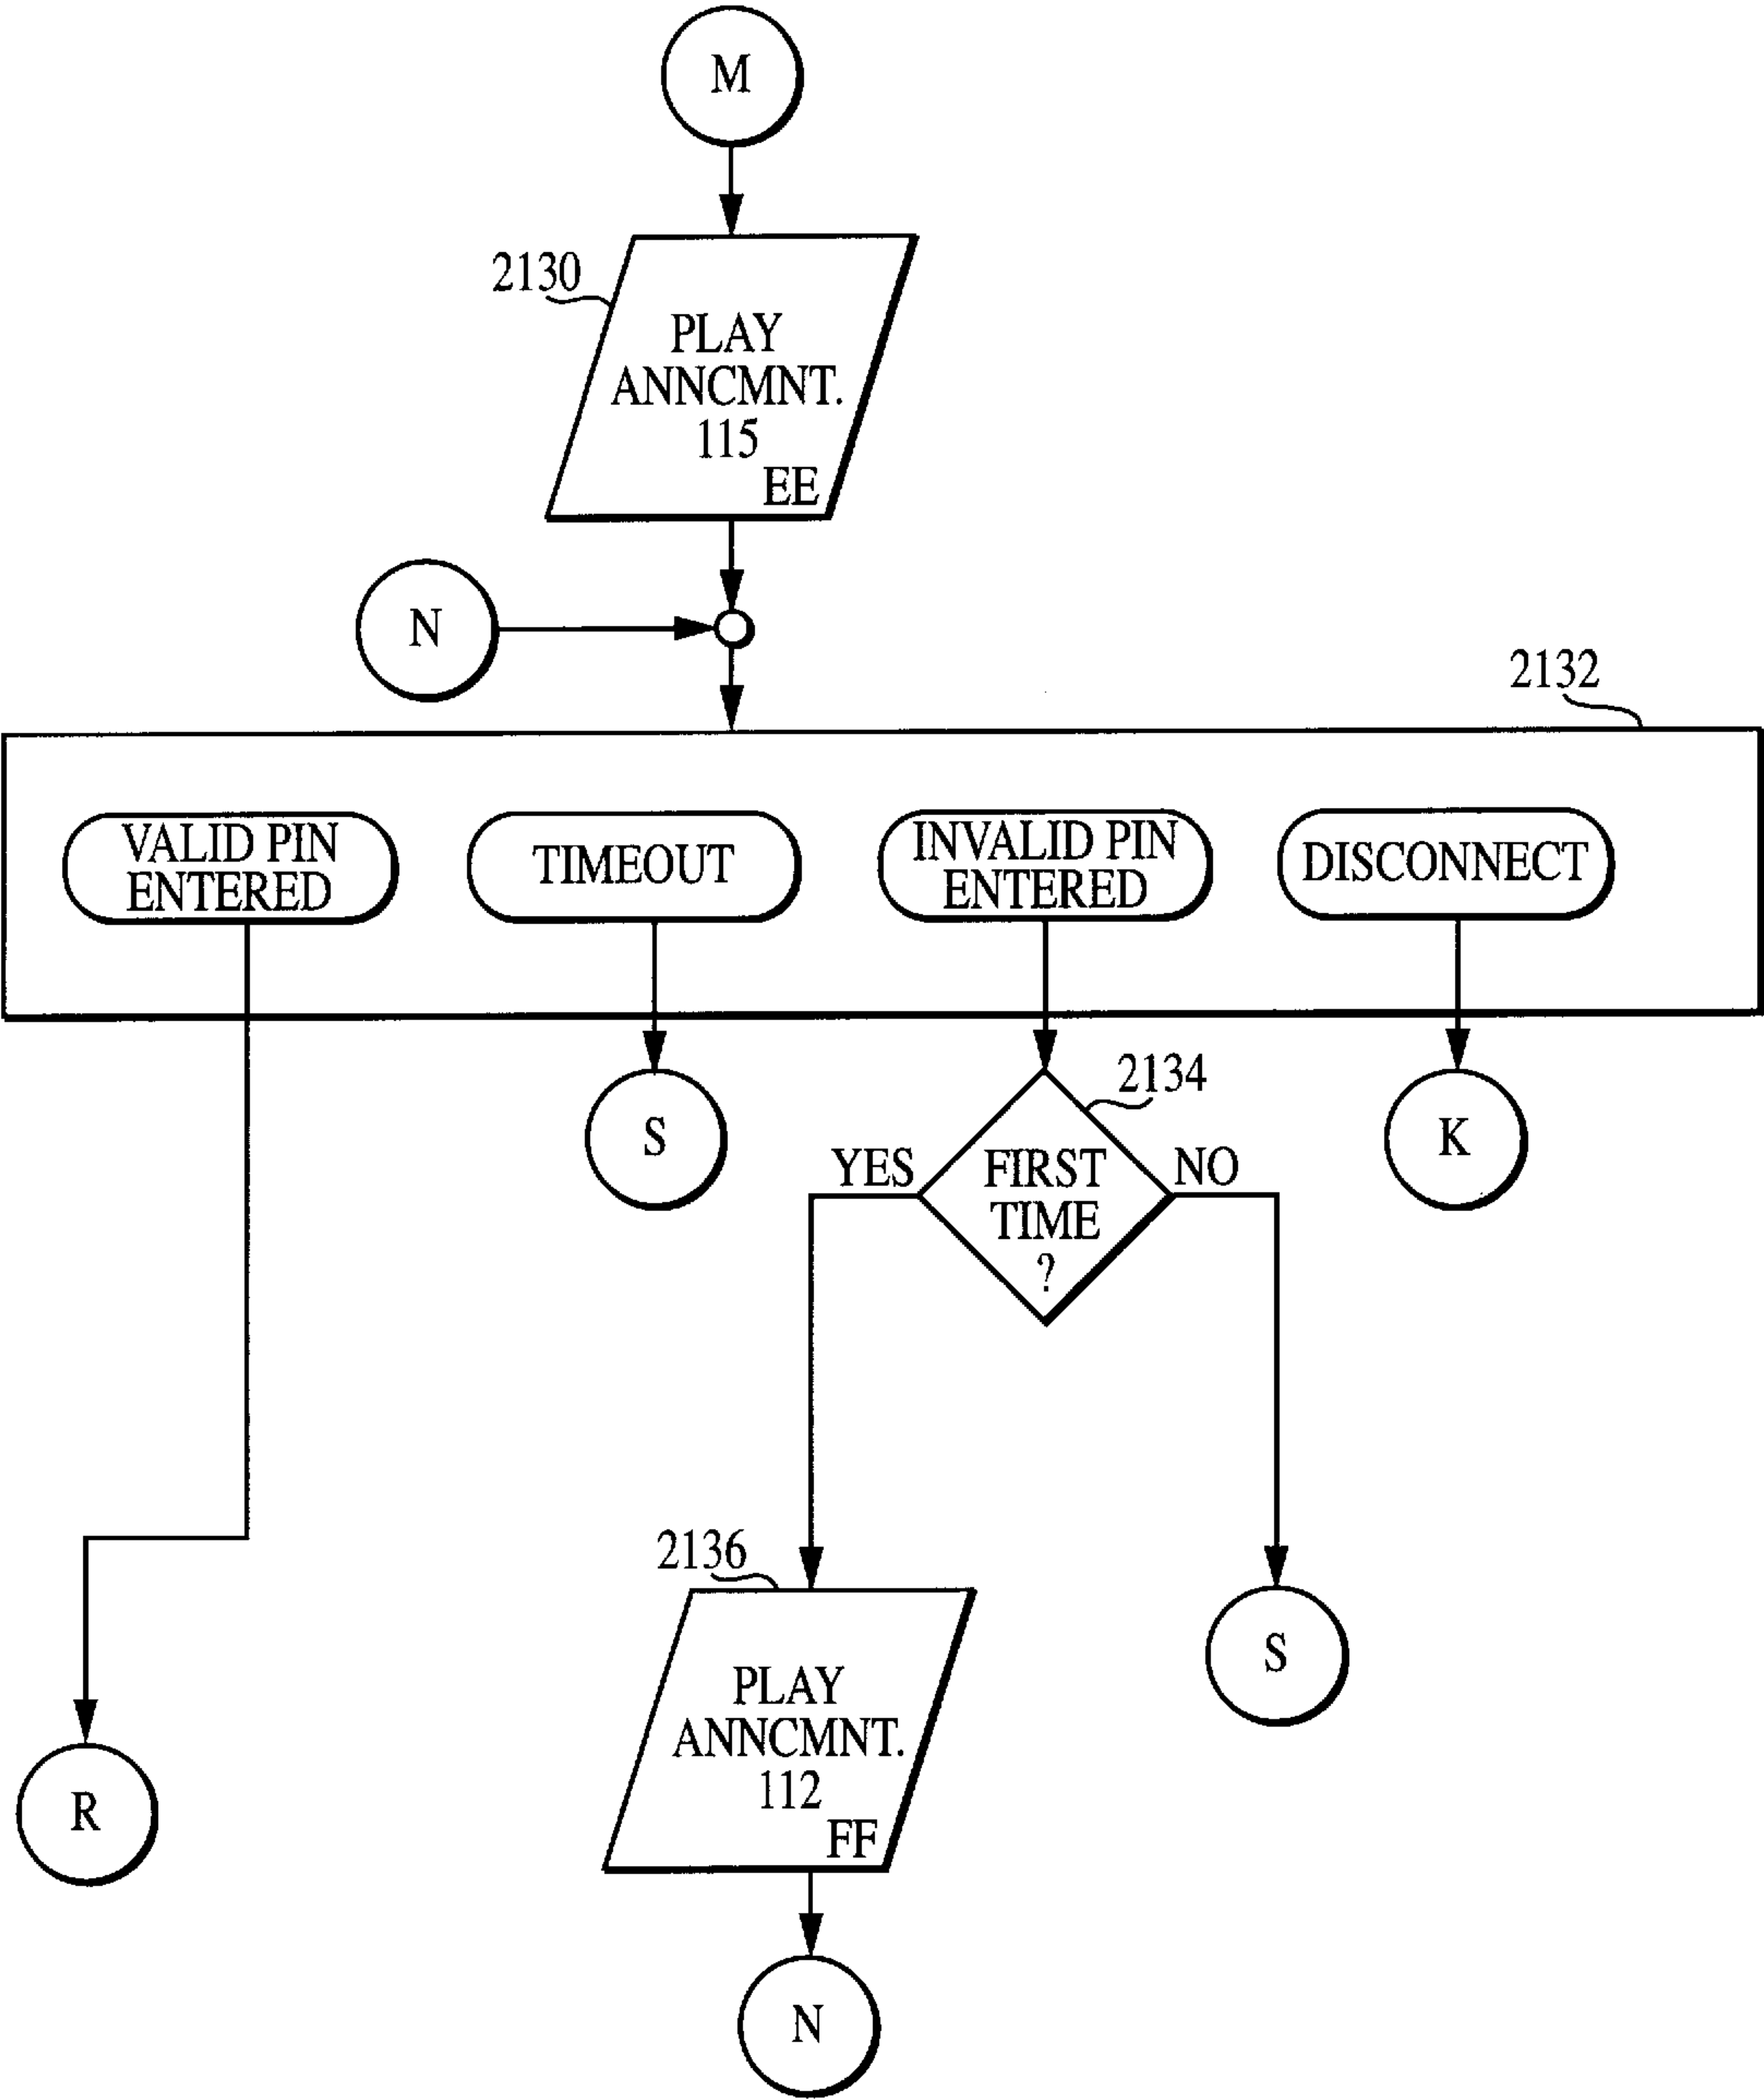 M
2130
PLAY
ANNCMNT.
115
EE
N
2132
VALID PIN
ENTERED
TIMEOUT
INVALID PIN
ENTERED
DISCONNECT
S
2134
YES
FIRST
TIME
?
NO
K
2136
PLAY
ANNCMNT.
112
FF
S
R
N